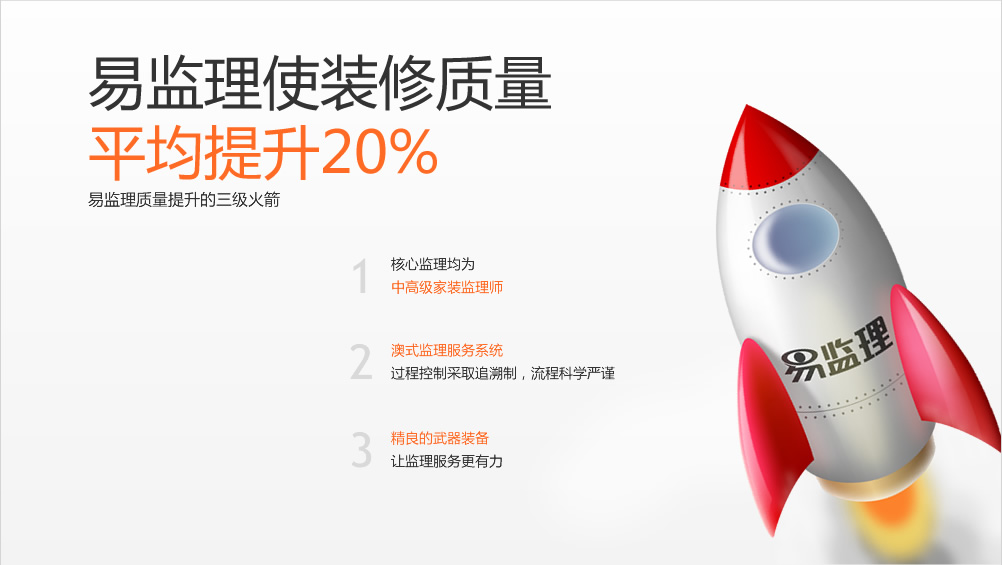 易监理使装修质量
平均提升20%
易监理质量提升的三级火箭
1
核心监理均为
中高级家装监理师
2
澳式监理服务系统
过程控制采取追溯制，流程科学严谨
3
精良的武器装备
让监理服务更有力
易监理